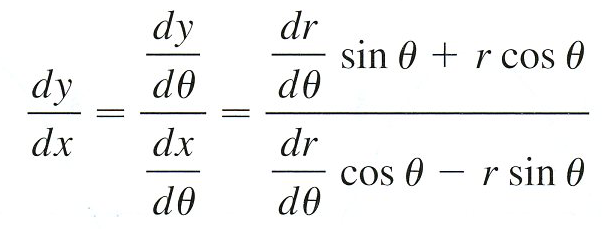 dy/dx = (dy/dθ)/(dx/dθ) = (dr/dθ sin θ + r cos θ)/(dr/dθ cos θ − r sin θ)